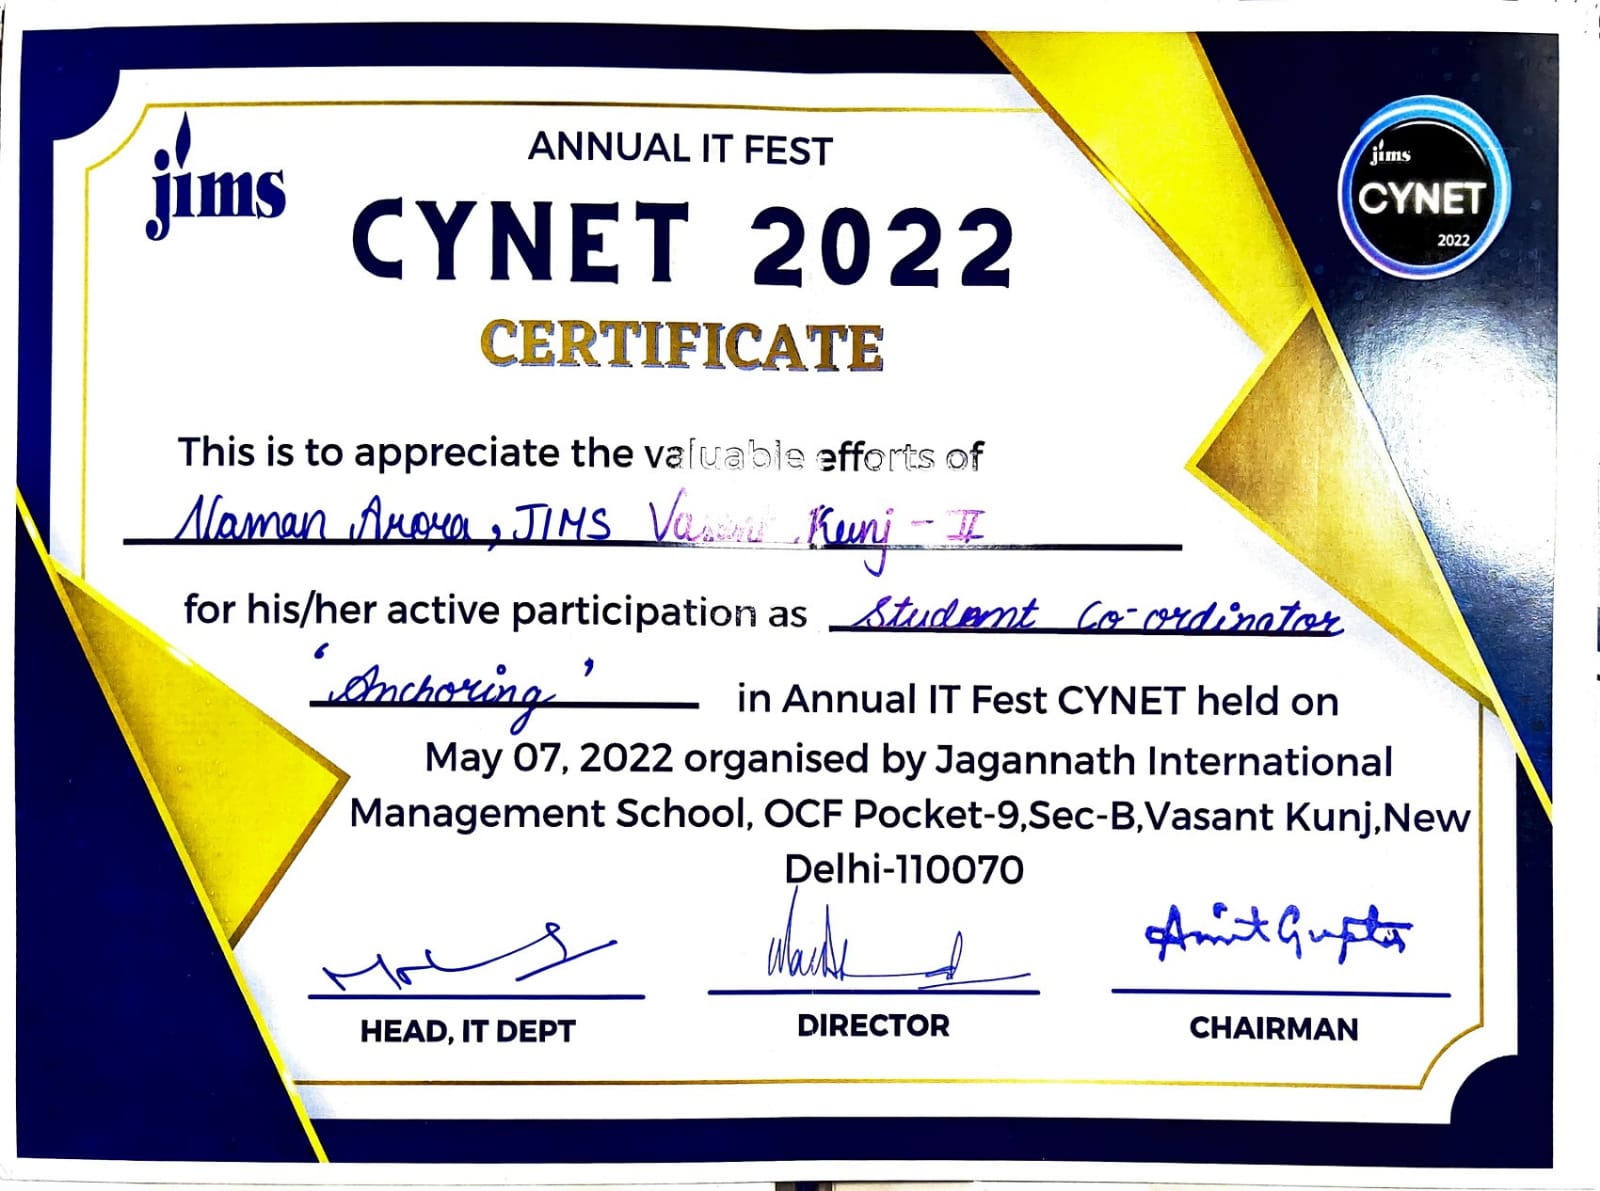 jims
ANNUAL IT FEST
jims
CYNET
2022
CYNET 2022
CERTIFICATE
This is to appreciate the valuable efforts of
Naman Arora, JIMS Vasant Kunj - II
for his/her active participation as Student Co-ordinator
'Anchoring' in Annual IT Fest CYNET held on
May 07, 2022 organised by Jagannath International
Management School, OCF Pocket-9,Sec-B,Vasant Kunj,New
Delhi-110070
Amit Gupta
HEAD, IT DEPT
DIRECTOR
CHAIRMAN